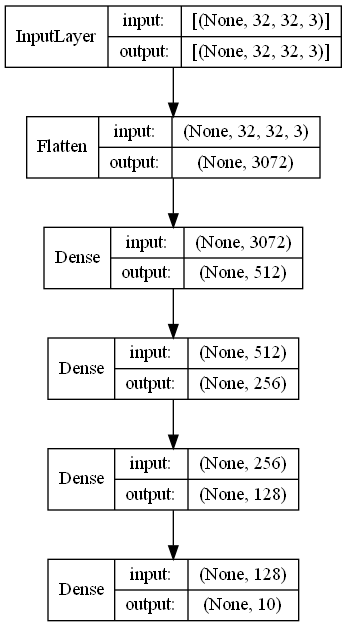 InputLayer
input: [(None, 32, 32, 3)]
output: [(None, 32, 32, 3)]
Flatten
input: (None, 32, 32, 3)
output: (None, 3072)
Dense
input: (None, 3072)
output: (None, 512)
Dense
input: (None, 512)
output: (None, 256)
Dense
input: (None, 256)
output: (None, 128)
Dense
input: (None, 128)
output: (None, 10)